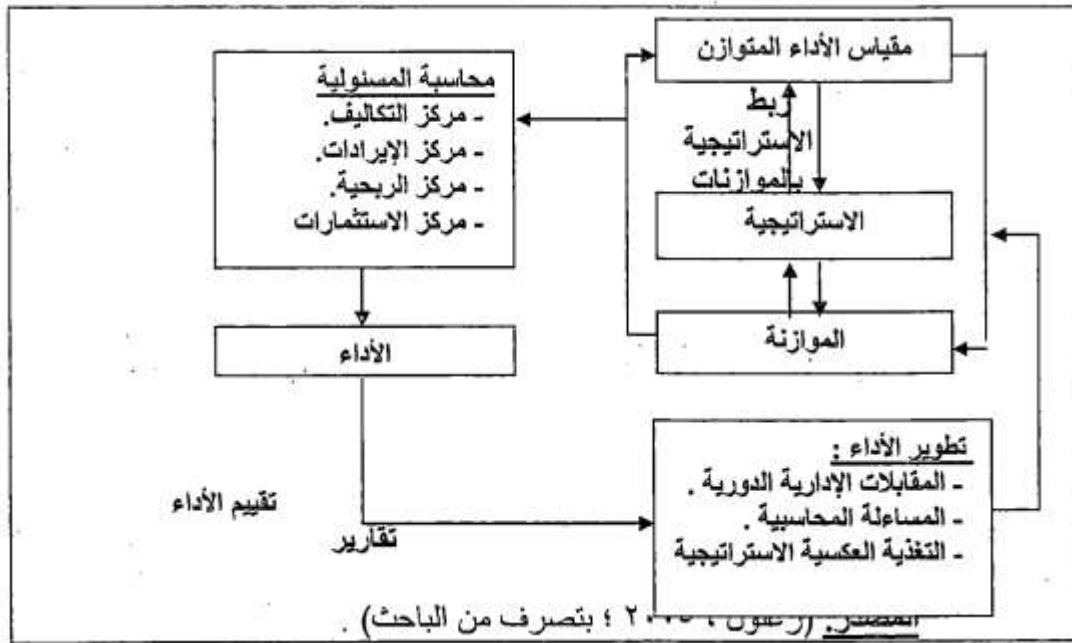 مقياس الأداء المتوازن
ربط
الاستراتيجية
بالموازنات
الاستراتيجية
الموازنة
محاسبة المسئولية
- مركز التكاليف.
- مركز الإيرادات.
- مركز الربحية.
- مركز الاستثمارات
الأداء
تطوير الأداء :
- المقابلات الإدارية الدورية .
- المساءلة المحاسبية .
- التغذية العكسية الاستراتيجية
تقييم الأداء
تقارير
المصدر: ؛ بتصرف من الباحث) .